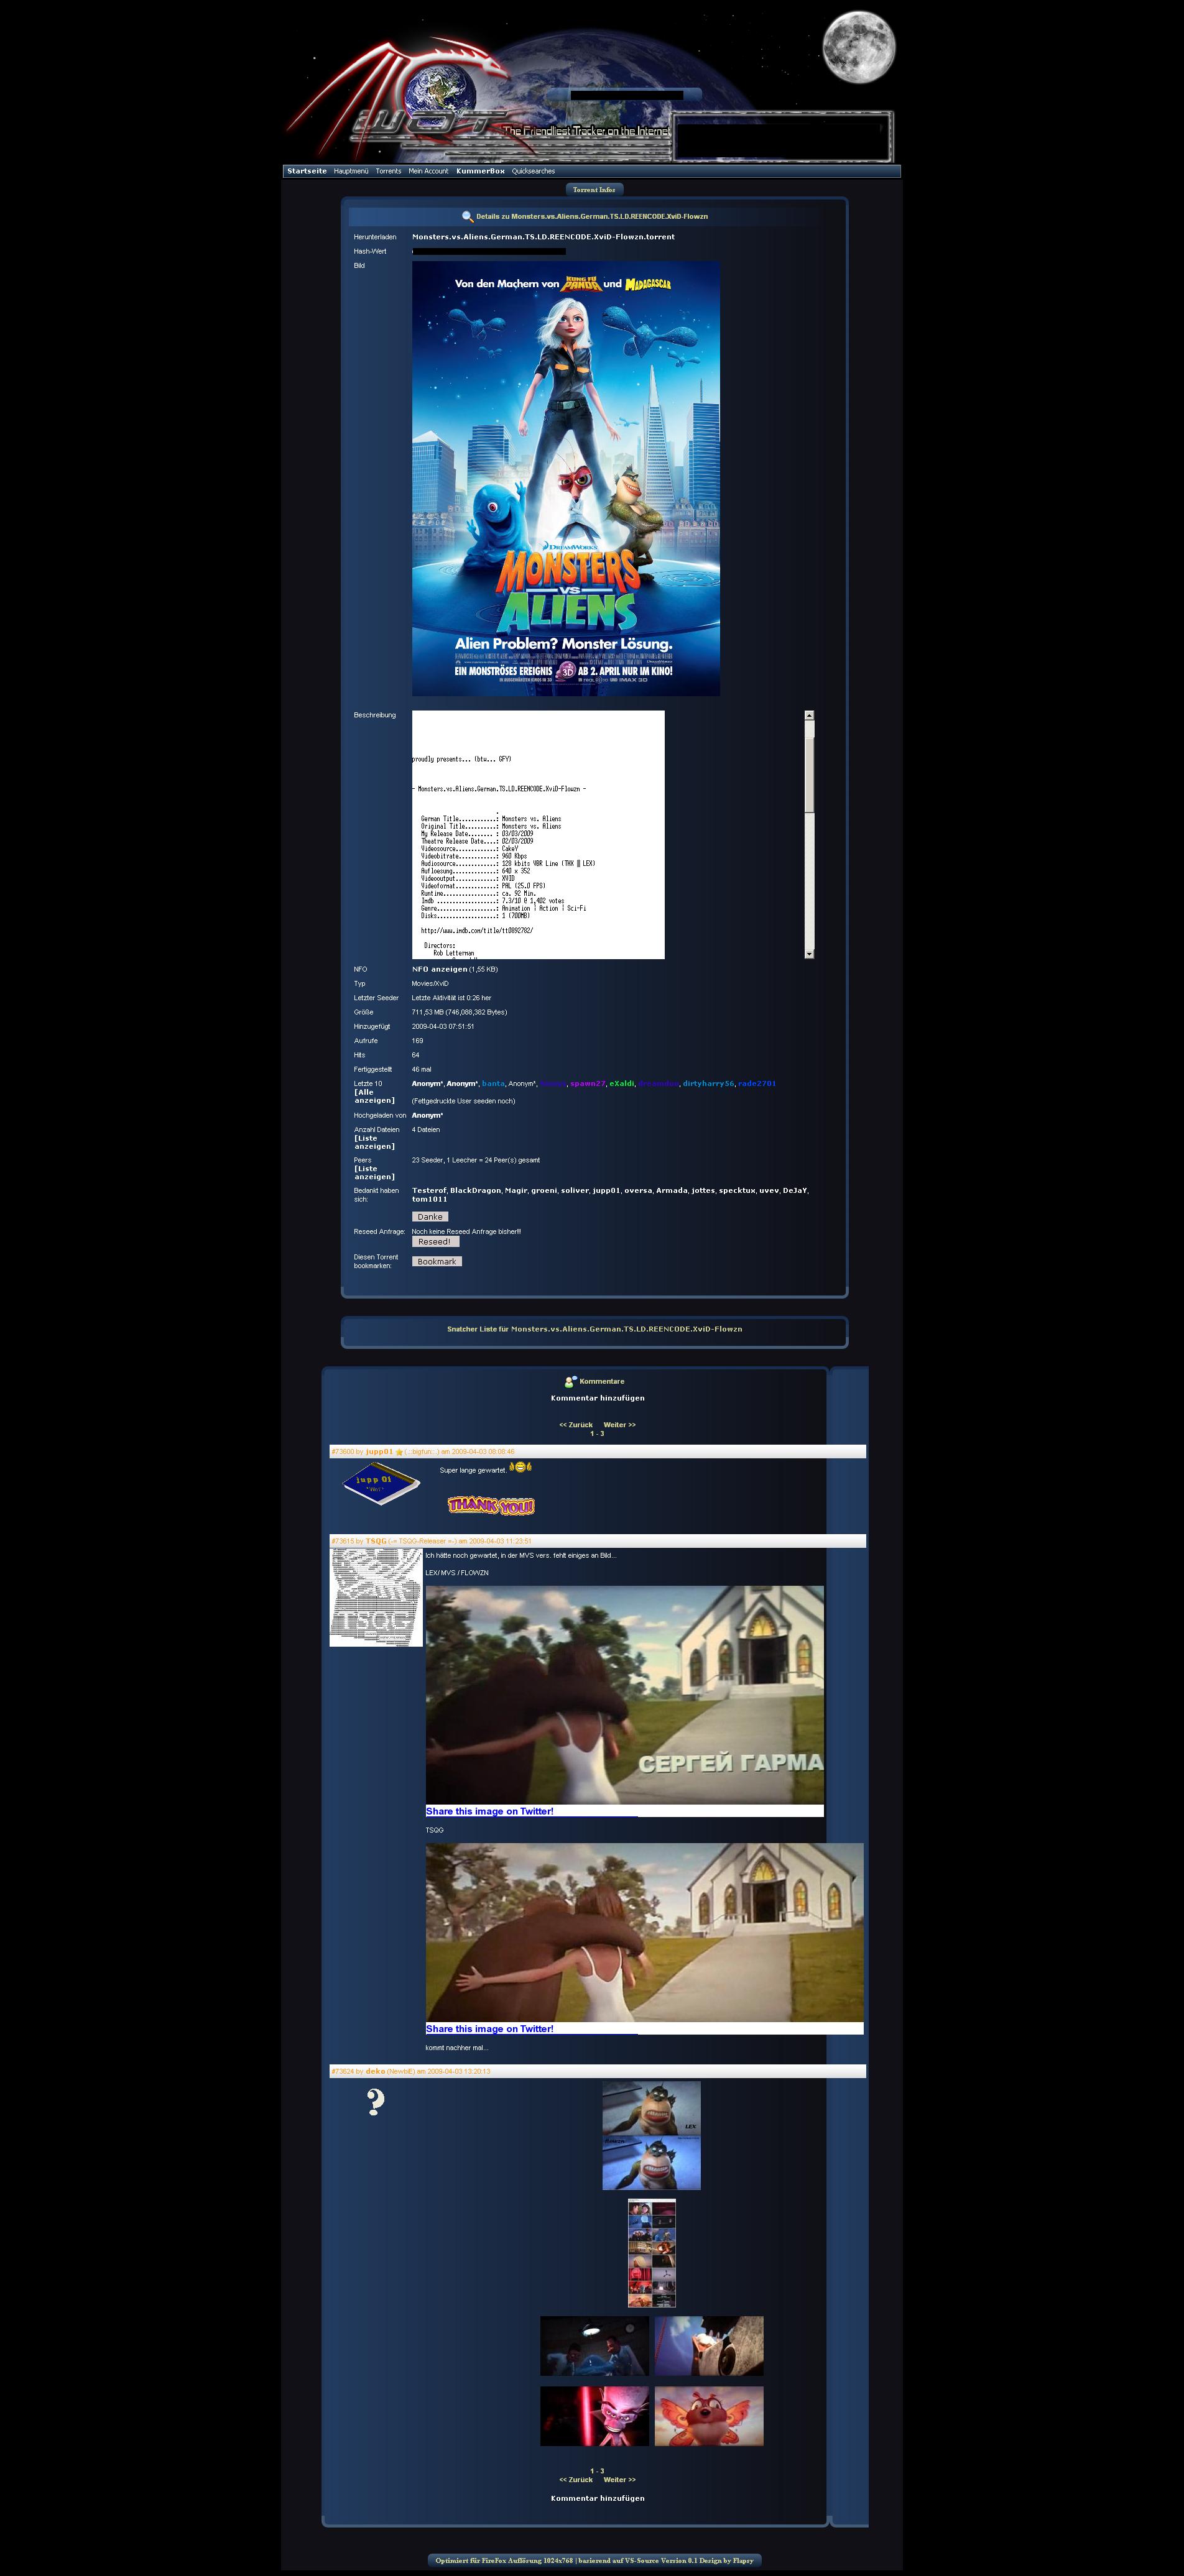 WOT
The Friendliest Tracker on the Internet
Startseite Hauptmenü Torrents Mein Account KummerBox Quicksearches
Torrent Infos
Details zu Monsters.vs.Aliens.German.TS.LD.REENCODE.XviD-Flowzn
Herunterladen Monsters.vs.Aliens.German.TS.LD.REENCODE.XviD-Flowzn.torrent
Hash-Wert
Bild
Von den Machern von KUNG FU PANDA und MADAGASCAR
DREAMWORKS
MONSTERS
VS
ALIENS
Alien Problem? Monster Lösung.
EIN MONSTRÖSES EREIGNIS 3D AB 2. APRIL NUR IM KINO!
Beschreibung
proudly presents... (btw... GFY)
- Monsters.vs.Aliens.German.TS.LD.REENCODE.XviD-Flowzn -
German Title............: Monsters vs. Aliens
Original Title..........: Monsters vs. Aliens
My Release Date........ : 03/03/2009
Theatre Release Date....: 02/03/2009
Videosource.............: CakeV
Videobitrate............: 960 Kbps
Audiosource.............: 128 kbits VBR Line (THX || LEX)
Aufloesung..............: 640 x 352
Videooutput.............: XVID
Videoformat.............: PAL (25.0 FPS)
Runtime.................: ca. 92 Min.
Imdb ...................: 7.3/10 @ 1,402 votes
Genre...................: Animation | Action | Sci-Fi
Disks...................: 1 (700MB)
http://www.imdb.com/title/tt0892782/
Directors:
Rob Letterman
NFO NFO anzeigen (1,55 KB)
Typ Movies/XviD
Letzter Seeder Letzte Aktivität ist 0:26 her
Größe 711,53 MB (746,088,382 Bytes)
Hinzugefügt 2009-04-03 07:51:51
Aufrufe 169
Hits 64
Fertiggestellt 46 mal
Letzte 10 Anonym*, Anonym*, banta, Anonym*, spawn27, eXaldi, dirtyharry56, rade2701
[Alle
anzeigen] (Fettgedruckte User seeden noch)
Hochgeladen von Anonym*
Anzahl Dateien 4 Dateien
[Liste
anzeigen]
Peers 23 Seeder, 1 Leecher = 24 Peer(s) gesamt
[Liste
anzeigen]
Bedankt haben Testerof, BlackDragon, Magir, groeni, soliver, jupp01, oversa, Armada, jottes, specktux, uvev, DeJaY,
sich: tom1011
Danke
Reseed Anfrage: Noch keine Reseed Anfrage bisher!!!
Reseed!
Diesen Torrent
bookmarken: Bookmark
Snatcher Liste für Monsters.vs.Aliens.German.TS.LD.REENCODE.XviD-Flowzn
Kommentare
Kommentar hinzufügen
<< Zurück Weiter >>
1 - 3
#73600 by jupp01 (...:bigfun:...) am 2009-04-03 08:06:46
jupp 01
Super lange gewartet.
THANK YOU!
#73615 by TSQG (-= TSQG-Releaser =-) am 2009-04-03 11:23:51
TSQG
Ich hätte noch gewartet, in der MVS vers. fehlt einiges an Bild...
LEX/ MVS / FLOWZN
СЕРГЕЙ ГАРМА
Share this image on Twitter!
TSQG
Share this image on Twitter!
kommt nachher mal...
#73624 by deko (NewbiE) am 2009-04-03 13:20:13
?
LEX
1 - 3
<< Zurück Weiter >>
Kommentar hinzufügen
Optimiert für FireFox Auflösung 1024x768 | basierend auf VS-Source Version 0.1 Design by Flapsy